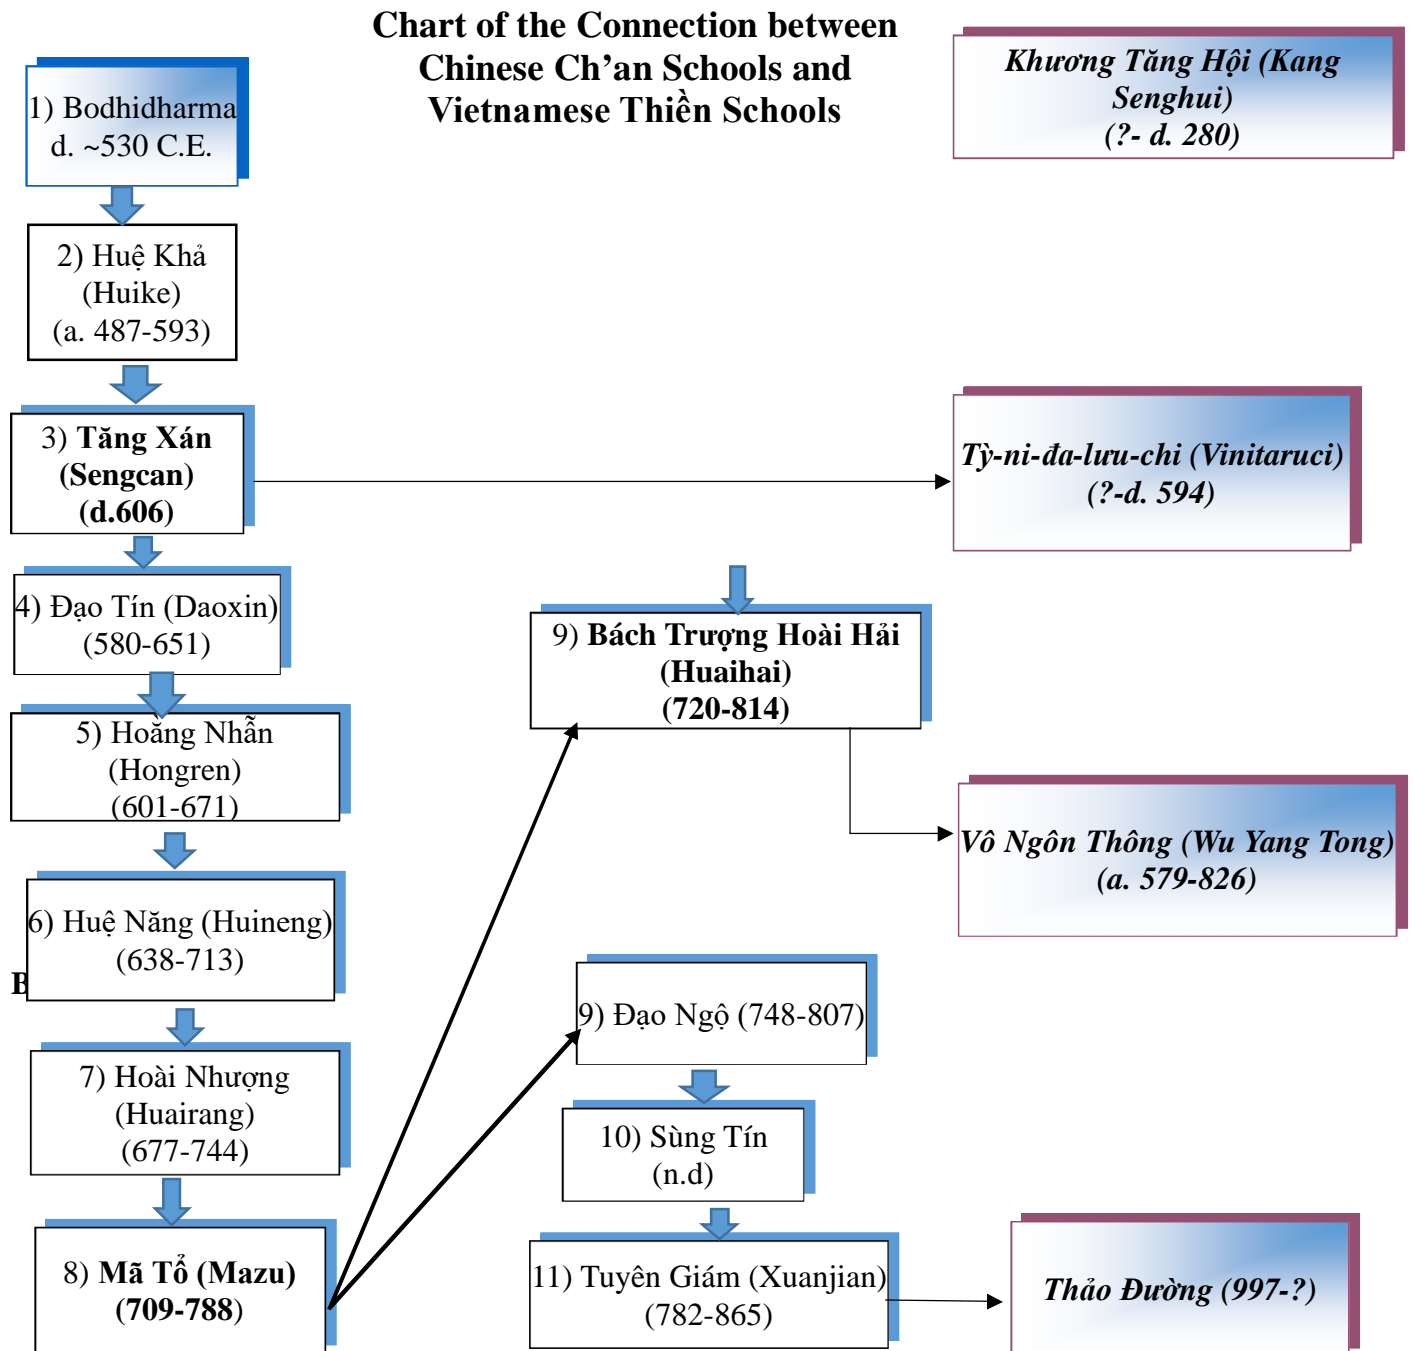 Chart of the Connection between
Chinese Ch’an Schools and
Vietnamese Thiền Schools
Khương Tăng Hội (Kang
Senghui)
(?- d. 280)
1) Bodhidharma
d. ~530 C.E.
2) Huệ Khả
(Huike)
(a. 487-593)
3) Tăng Xán
(Sengcan)
(d.606)
Tỳ-ni-đa-lưu-chi (Vinitaruci)
(?-d. 594)
4) Đạo Tín (Daoxin)
(580-651)
9) Bách Trượng Hoài Hải
(Huaihai)
(720-814)
5) Hoằng Nhẫn
(Hongren)
(601-671)
Vô Ngôn Thông (Wu Yang Tong)
(a. 579-826)
6) Huệ Năng (Huineng)
(638-713)
B
9) Đạo Ngộ (748-807)
7) Hoài Nhượng
(Huairang)
(677-744)
10) Sùng Tín
(n.d)
8) Mã Tổ (Mazu)
(709-788)
11) Tuyên Giám (Xuanjian)
(782-865)
Thảo Đường (997-?)